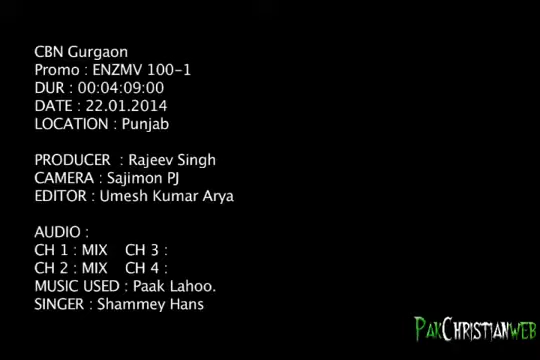 CBN Gurgaon
Promo : ENZMV 100-1
DUR : 00:04:09:00
DATE : 22.01.2014
LOCATION : Punjab
PRODUCER : Rajeev Singh
CAMERA : Sajimon PJ
EDITOR : Umesh Kumar Arya
AUDIO :
CH 1 : MIX CH 3 :
CH 2 : MIX CH 4 :
MUSIC USED : Paak Lahoo.
SINGER : Shammey Hans
PAKCHRISTIANWEB